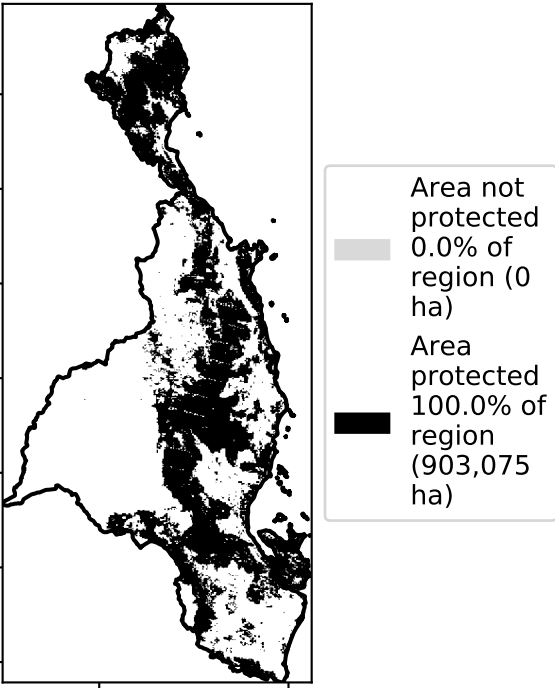 Area not
protected
0.0% of
region (0
ha)
Area
protected
100.0% of
region
(903,075
ha)